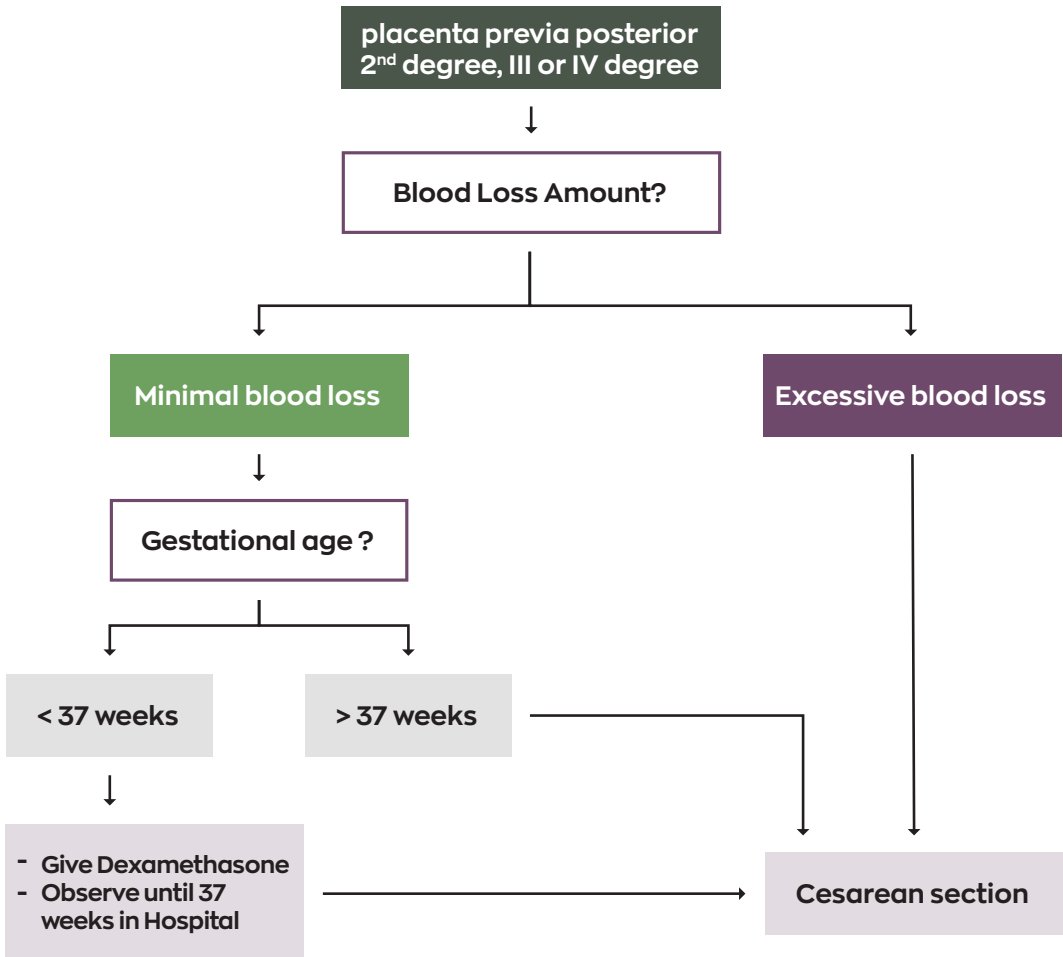 placenta previa posterior
2nd degree, III or IV degree
Blood Loss Amount?
Minimal blood loss
Excessive blood loss
Gestational age ?
< 37 weeks
> 37 weeks
- Give Dexamethasone
- Observe until 37
weeks in Hospital
Cesarean section